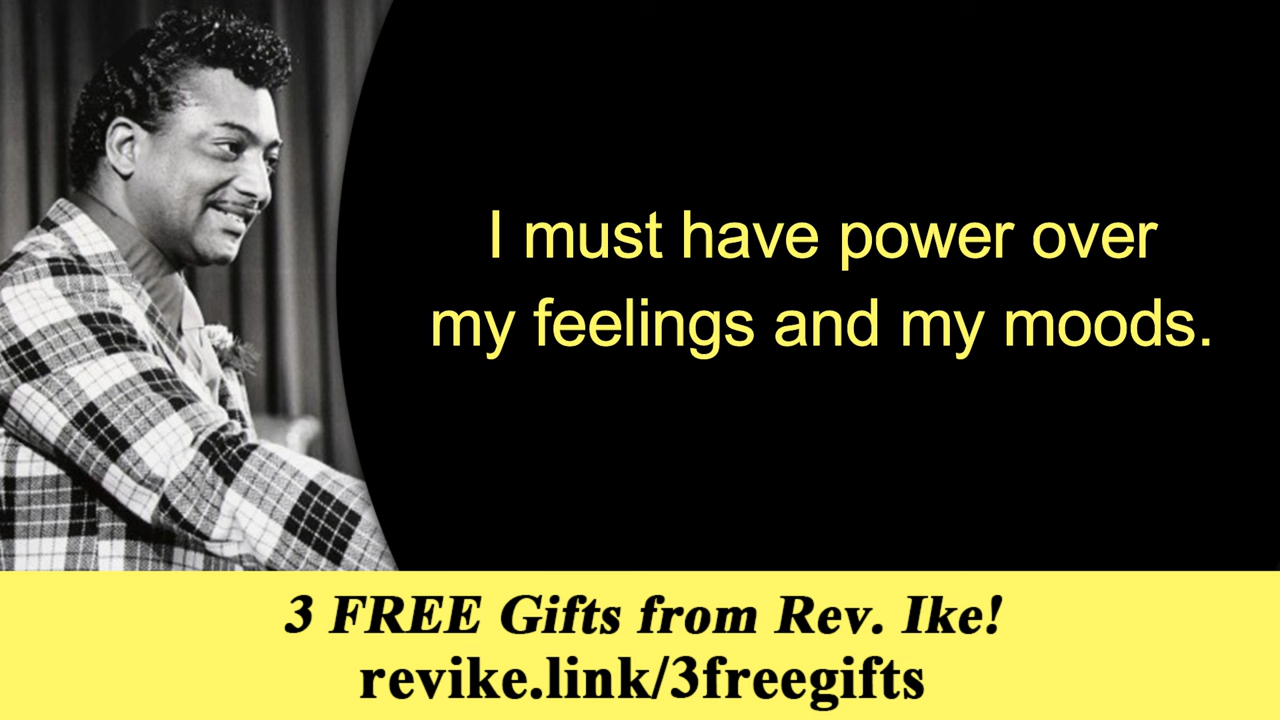 I must have power over
my feelings and my moods.
3 FREE Gifts from Rev. Ike!
revike.link/3freegifts